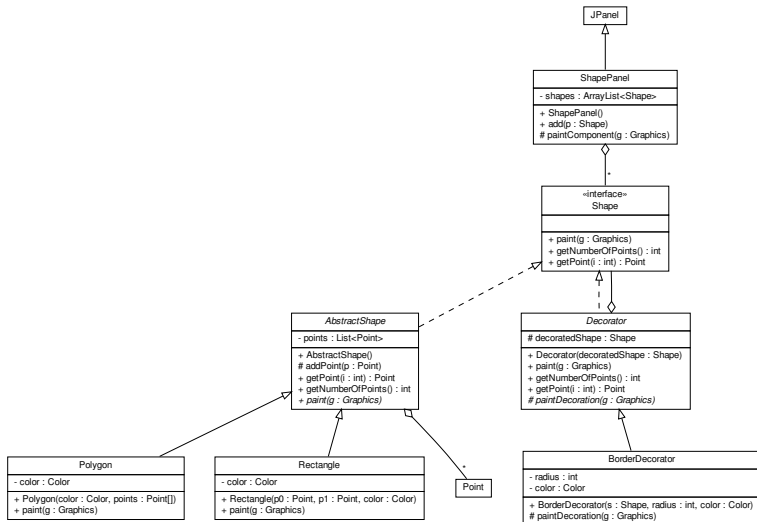 JPanel
ShapePanel
- shapes : ArrayList<Shape>
+ ShapePanel()
+ add(p : Shape)
# paintComponent(g : Graphics)
*
«interface»
Shape
+ paint(g : Graphics)
+ getNumberOfPoints() : int
+ getPoint(i : int) : Point
AbstractShape
- points : List<Point>
+ AbstractShape()
# addPoint(p : Point)
+ getPoint(i : int) : Point
+ getNumberOfPoints() : int
+ paint(g : Graphics)
Decorator
# decoratedShape : Shape
+ Decorator(decoratedShape : Shape)
+ paint(g : Graphics)
+ getNumberOfPoints() : int
+ getPoint(i : int) : Point
# paintDecoration(g : Graphics)
Polygon
- color : Color
+ Polygon(color : Color, points : Point[])
+ paint(g : Graphics)
Rectangle
- color : Color
+ Rectangle(p0 : Point, p1 : Point, color : Color)
+ paint(g : Graphics)
*
Point
BorderDecorator
- radius : int
- color : Color
+ BorderDecorator(s : Shape, radius : int, color : Color)
# paintDecoration(g : Graphics)